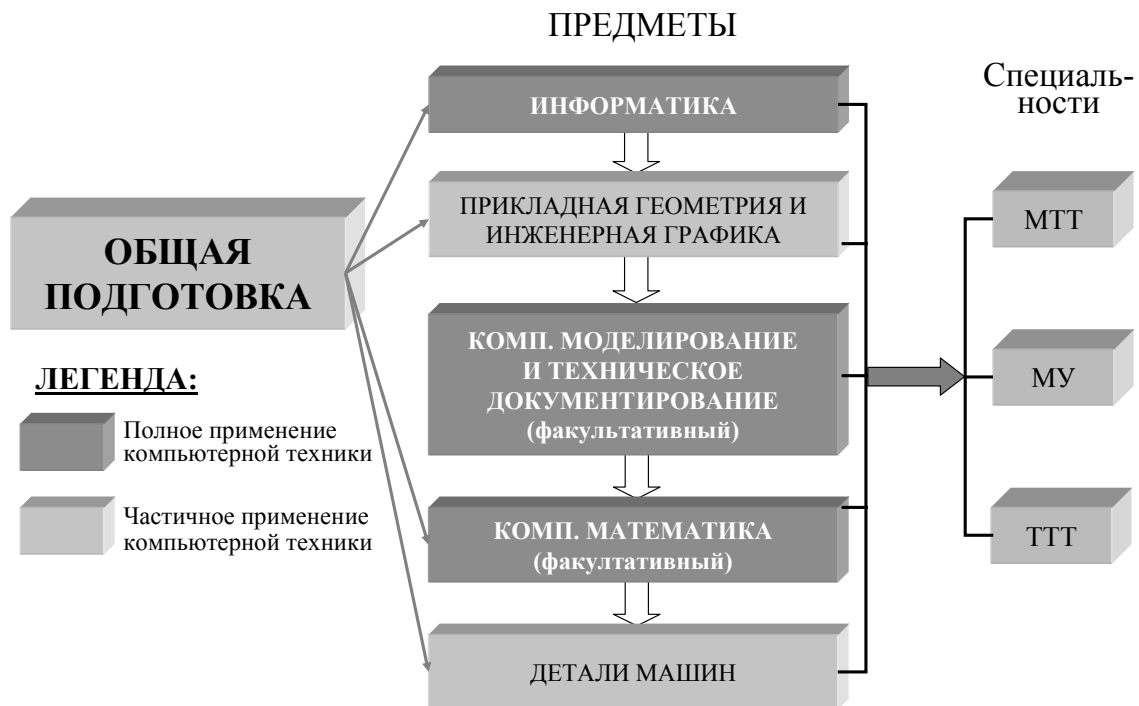 ПРЕДМЕТЫ
Специаль-
ности
ИНФОРМАТИКА
ПРИКЛАДНАЯ ГЕОМЕТРИЯ И
ИНЖЕНЕРНАЯ ГРАФИКА
ОБЩАЯ
ПОДГОТОВКА
КОМП. МОДЕЛИРОВАНИЕ
И ТЕХНИЧЕСКОЕ
ДОКУМЕНТИРОВАНИЕ
(факультативный)
КОМП. МАТЕМАТИКА
(факултативный)
ДЕТАЛИ МАШИН
МТТ
МУ
ТТТ
ЛЕГЕНДА:
Полное применение
компьютерной техники
Частичное применение
компьютерной техники